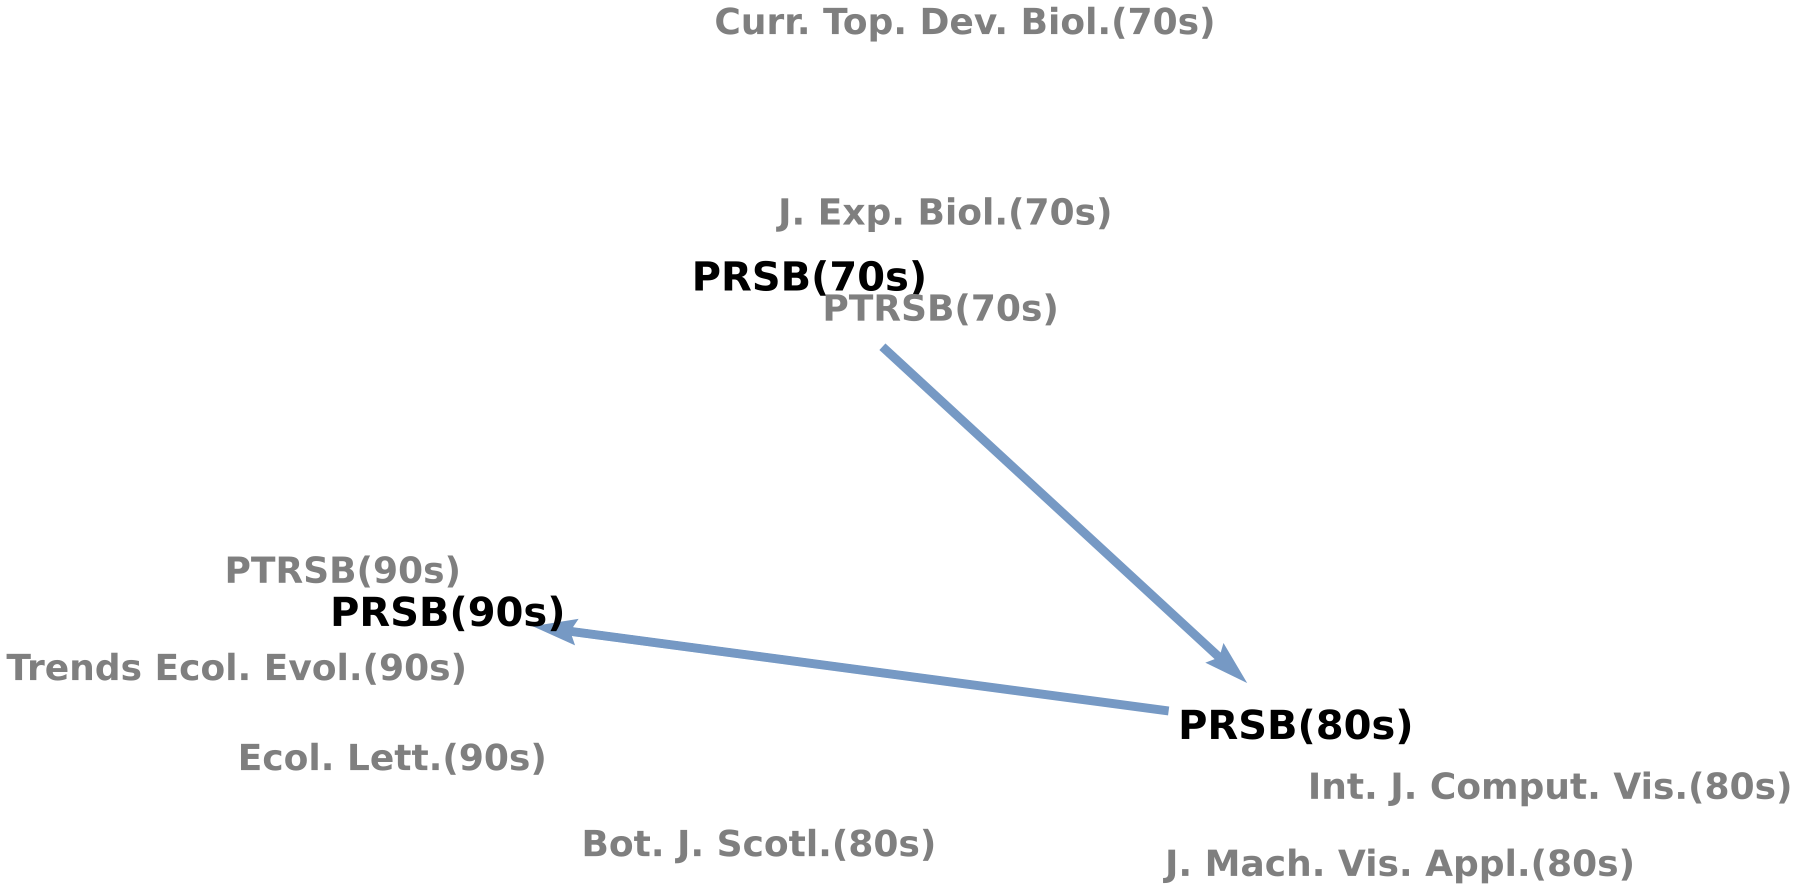 Curr. Top. Dev. Biol.(70s)
J. Exp. Biol.(70s)
PRSB(70s)
PTRSB(70s)
PTRSB(90s)
PRSB(90s)
Trends Ecol. Evol.(90s)
PRSB(80s)
Ecol. Lett.(90s)
Int. J. Comput. Vis.(80s)
Bot. J. Scotl.(80s)
J. Mach. Vis. Appl.(80s)